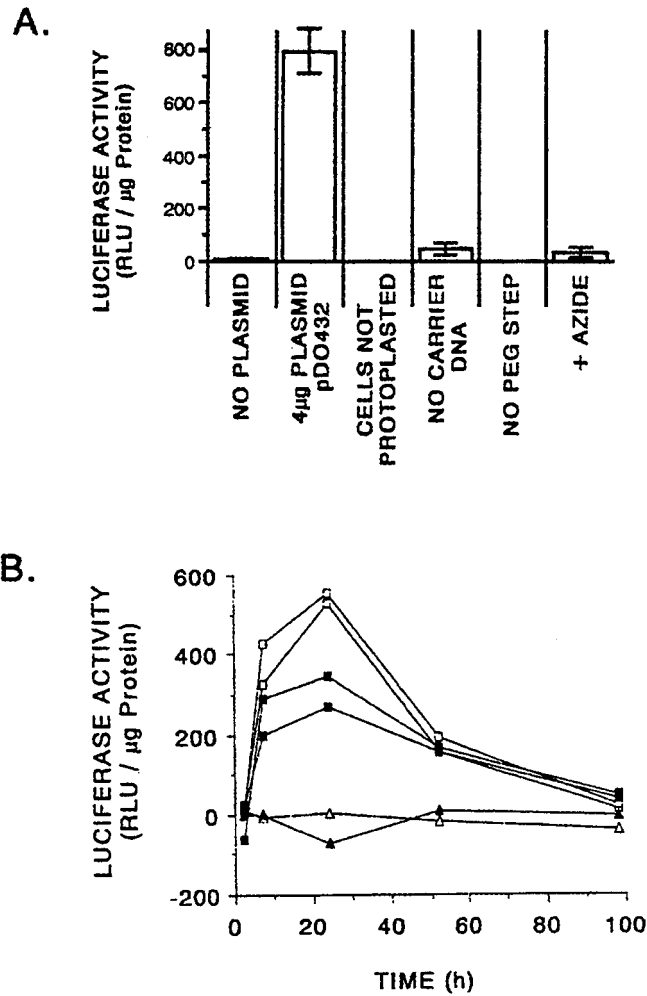 A.
LUCIFERASE ACTIVITY
(RLU / µg Protein)
800
600
400
200
0
NO PLASMID
4µg PLASMID
pDO432
CELLS NOT
PROTOPLASTED
NO CARRIER
DNA
NO PEG STEP
+ AZIDE
B.
LUCIFERASE ACTIVITY
(RLU / µg Protein)
600
400
200
0
-200
0 20 40 60 80 100
TIME (h)